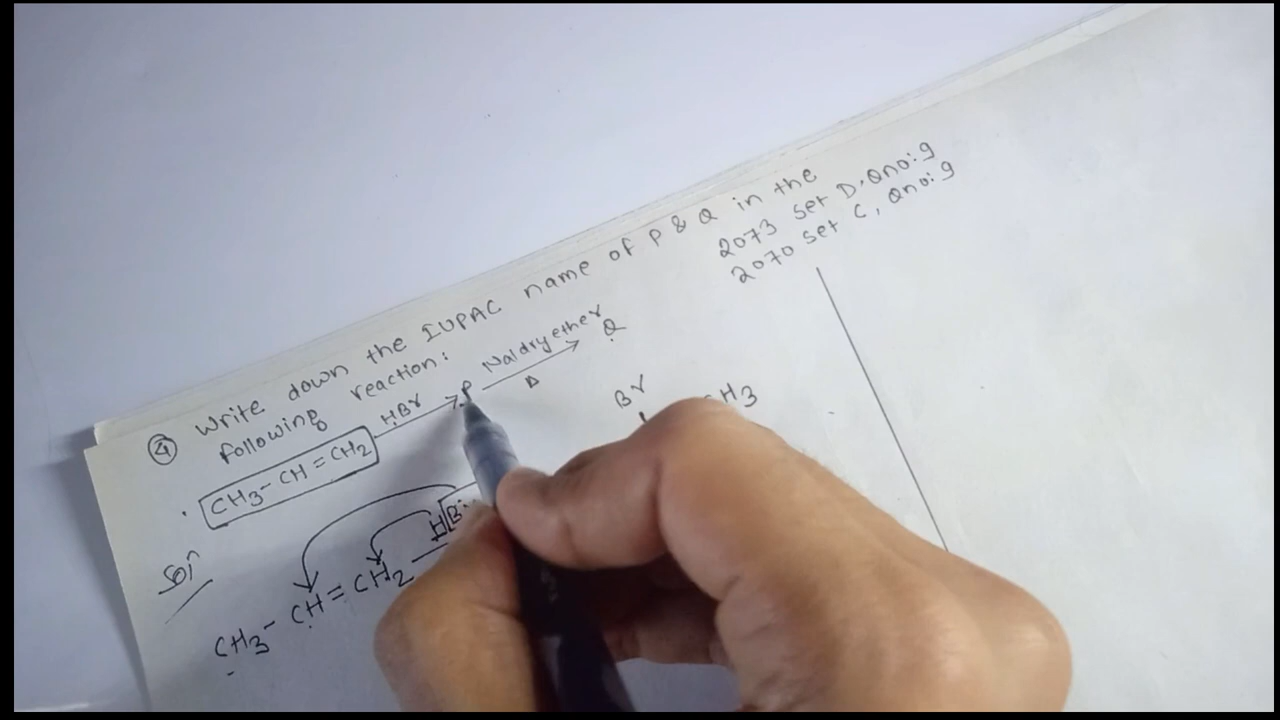 ④ Write down the IUPAC name of P & Q in the
following reaction:
2073 Set D, Qno: 9
2070 Set C, Qno: 9
CH3-CH=CH2 HBr P Na/dry ether Δ Q
Sol
Br CH3
CH3-CH=CH2 H